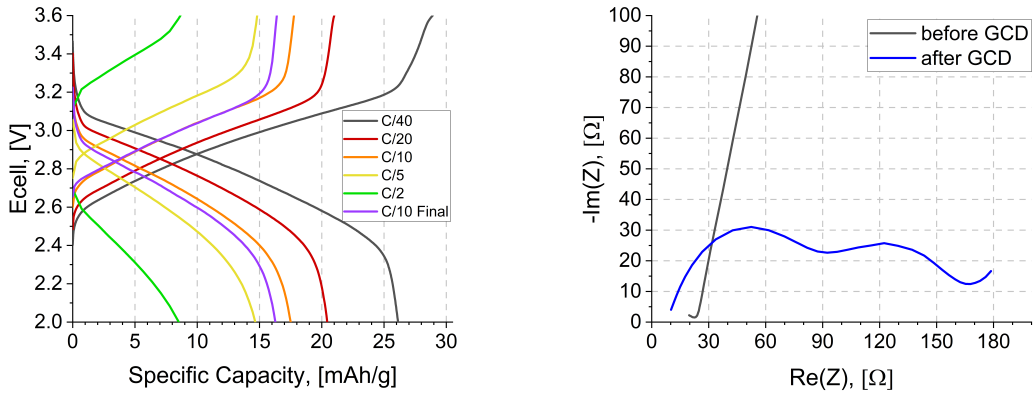 3.6
3.4
3.2
3.0
2.8
2.6
2.4
2.2
2.0
Ecell, [V]
0 5 10 15 20 25 30
Specific Capacity, [mAh/g]
C/40
C/20
C/10
C/5
C/2
C/10 Final
100
90
80
70
60
50
40
30
20
10
0
-Im(Z), [Ω]
0 30 60 90 120 150 180
Re(Z), [Ω]
before GCD
after GCD